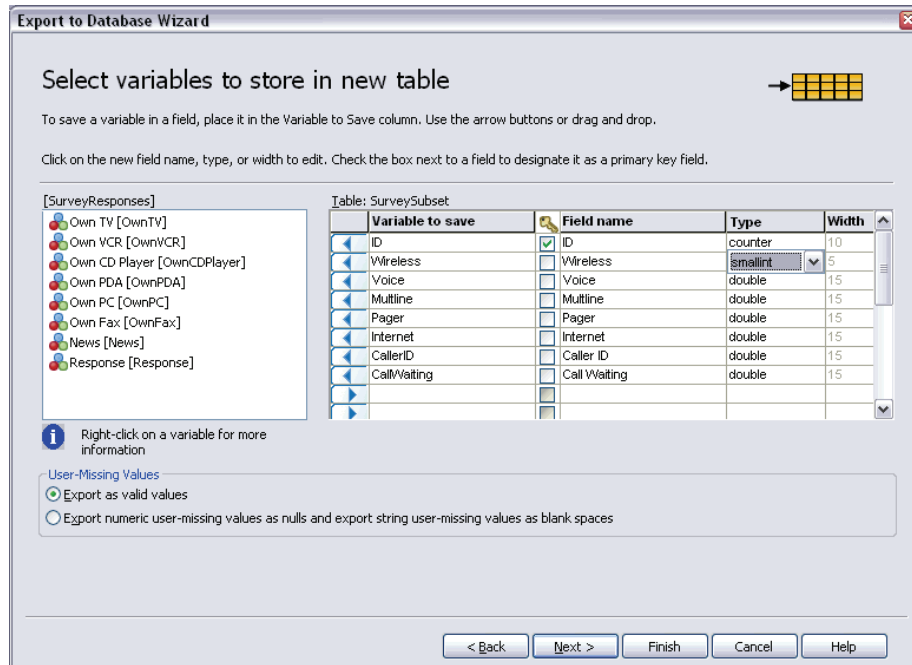 Export to Database Wizard
Select variables to store in new table
To save a variable in a field, place it in the Variable to Save column. Use the arrow buttons or drag and drop.
Click on the new field name, type, or width to edit. Check the box next to a field to designate it as a primary key field.
[SurveyResponses]
Own TV [OwnTV]
Own VCR [OwnVCR]
Own CD Player [OwnCDPlayer]
Own PDA [OwnPDA]
Own PC [OwnPC]
Own Fax [OwnFax]
News [News]
Response [Response]
Table: SurveySubset
Variable to save Field name Type Width
ID ID counter 10
Wireless Wireless smallint 5
Voice Voice double 15
Multline Multline double 15
Pager Pager double 15
Internet Internet double 15
CallerID Caller ID double 15
CallWaiting Call Waiting double 15
Right-click on a variable for more
information
User-Missing Values
Export as valid values
Export numeric user-missing values as nulls and export string user-missing values as blank spaces
< Back Next > Finish Cancel Help